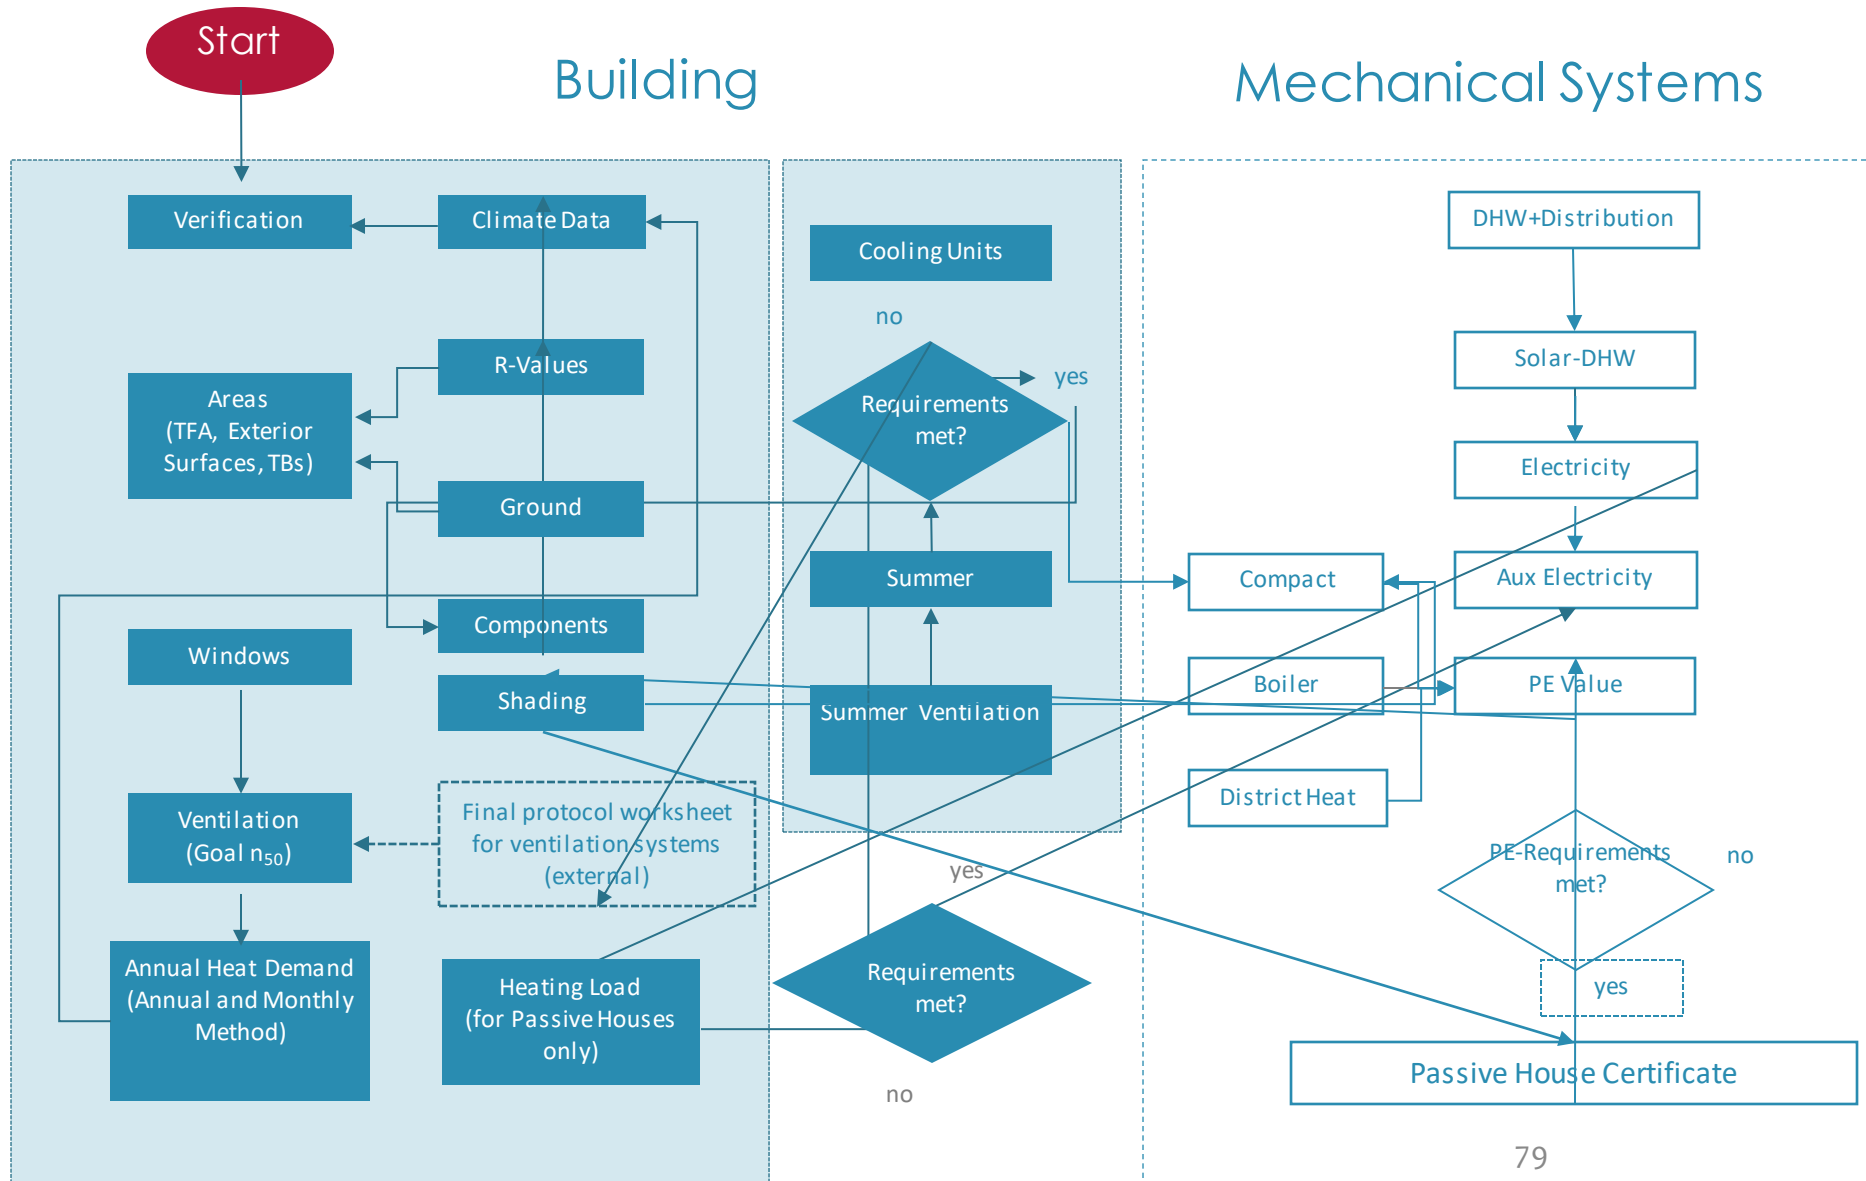 Start
Building
Mechanical Systems
Verification
Climate Data
R-Values
Areas
(TFA, Exterior
Surfaces, TBs)
Ground
Components
Windows
Shading
Ventilation
(Goal n50)
Final protocol worksheet
for ventilation systems
(external)
Annual Heat Demand
(Annual and Monthly
Method)
Heating Load
(for Passive Houses
only)
Cooling Units
no
yes
Requirements
met?
Summer
Summer Ventilation
yes
Requirements
met?
no
DHW+Distribution
Solar-DHW
Electricity
Compact
Aux Electricity
Boiler
PE Value
District Heat
PE-Requirements
met?
no
yes
Passive House Certificate
79